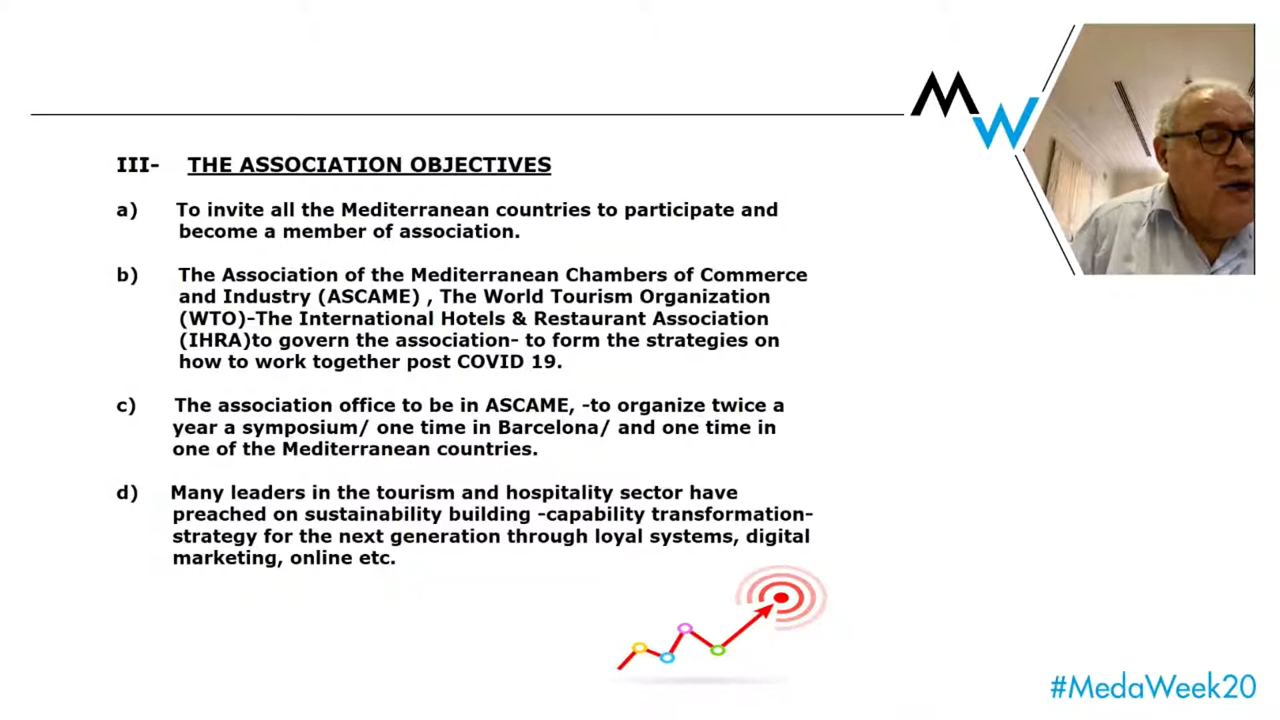 MW
III- THE ASSOCIATION OBJECTIVES
a) To invite all the Mediterranean countries to participate and
become a member of association.
b) The Association of the Mediterranean Chambers of Commerce
and Industry (ASCAME) , The World Tourism Organization
(WTO)-The International Hotels & Restaurant Association
(IHRA)to govern the association- to form the strategies on
how to work together post COVID 19.
c) The association office to be in ASCAME, -to organize twice a
year a symposium/ one time in Barcelona/ and one time in
one of the Mediterranean countries.
d) Many leaders in the tourism and hospitality sector have
preached on sustainability building -capability transformation-
strategy for the next generation through loyal systems, digital
marketing, online etc.
#MedaWeek20